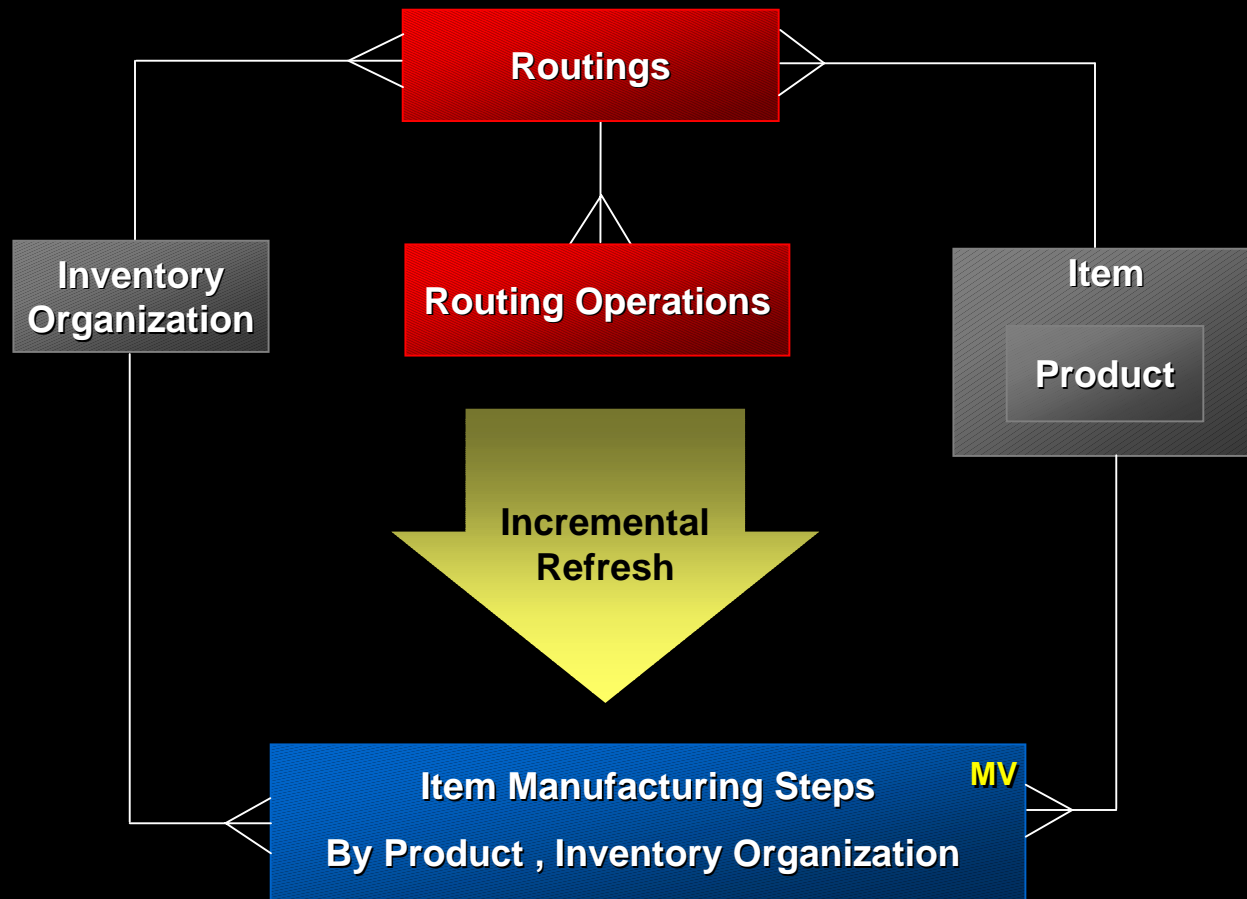 Routings
Inventory
Organization
Routing Operations
Item
Product
Incremental
Refresh
MV
Item Manufacturing Steps
By Product , Inventory Organization